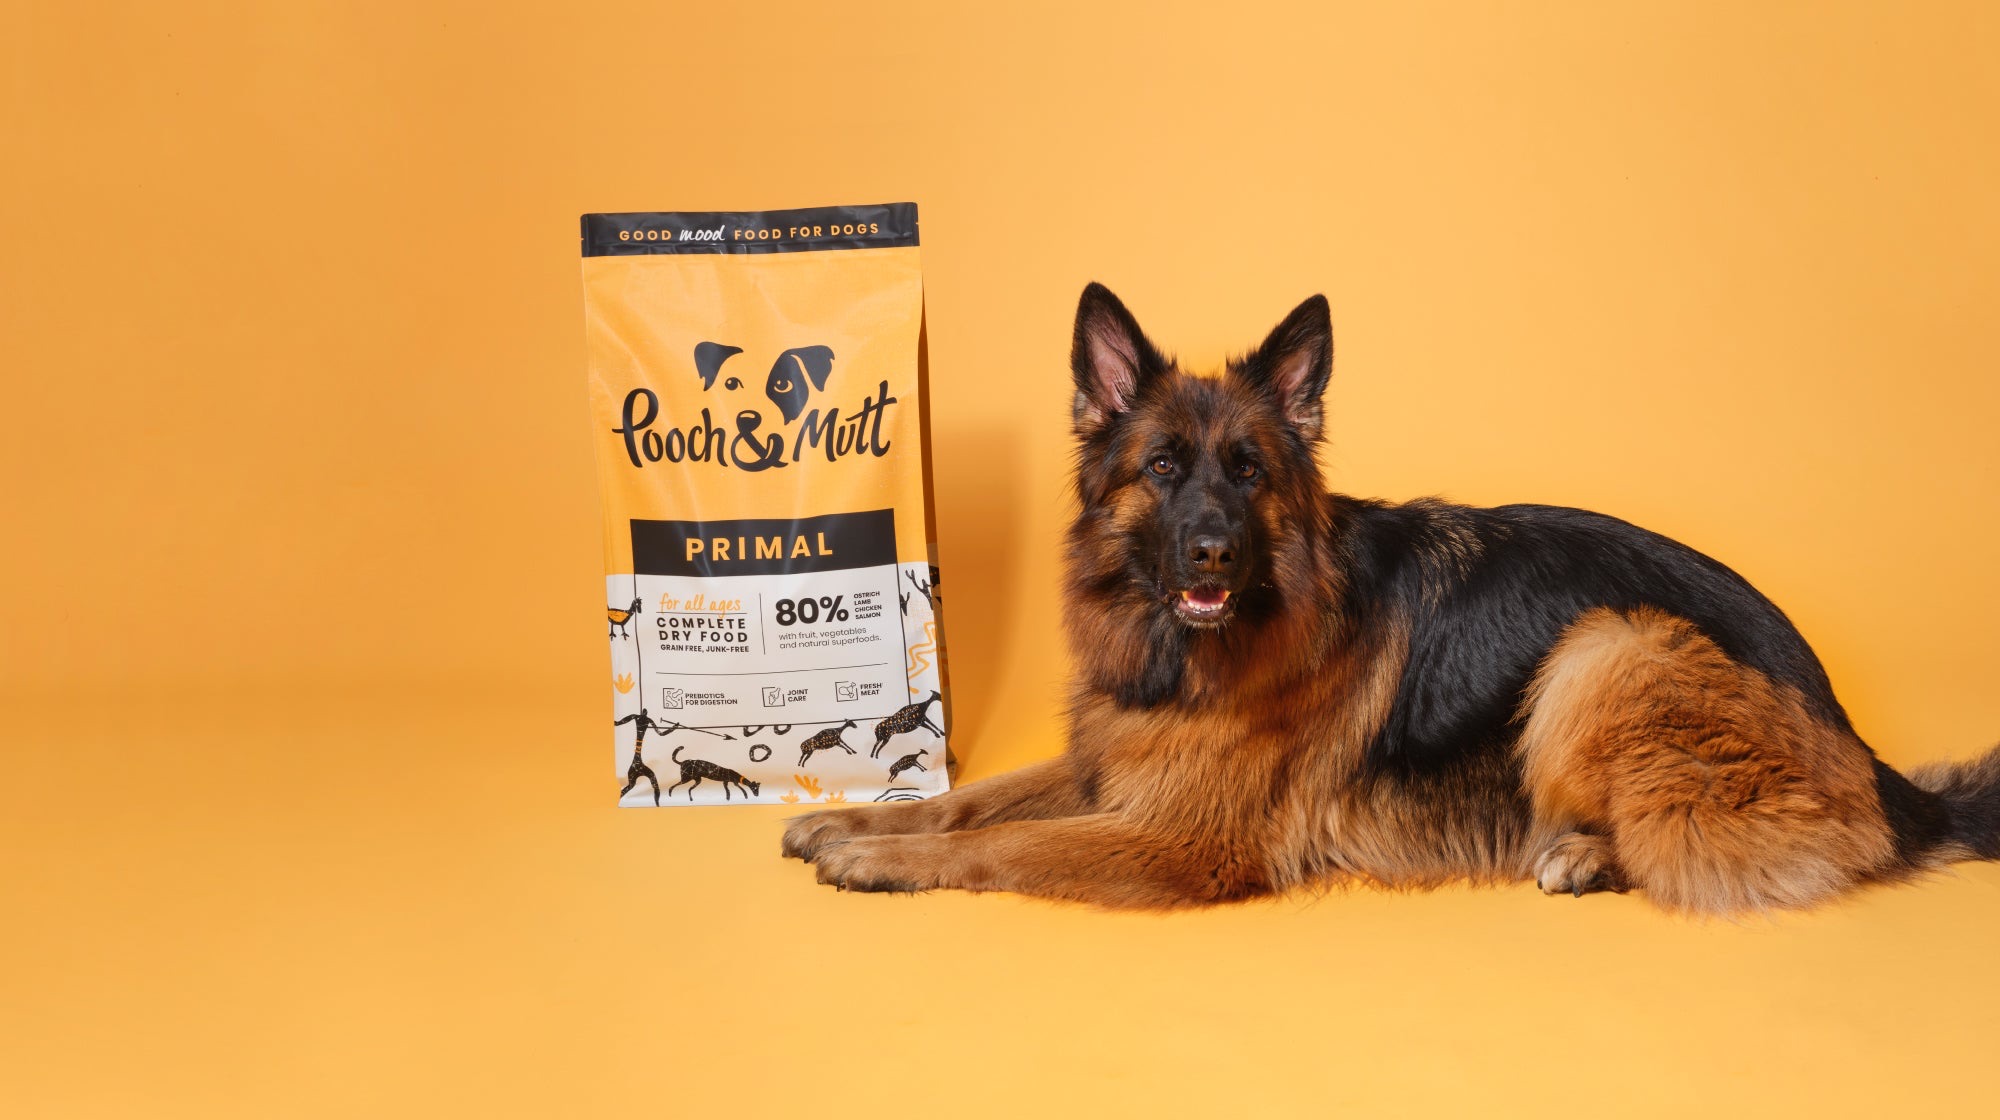 GOOD mood FOOD FOR DOGS
Pooch & Mutt
PRIMAL
for all ages
COMPLETE
DRY FOOD
GRAIN FREE, JUNK-FREE
80%
OSTRICH
LAMB
CHICKEN
SALMON
with fruit, vegetables
and natural superfoods.
PREBIOTICS
FOR DIGESTION
JOINT
CARE
FRESH
MEAT